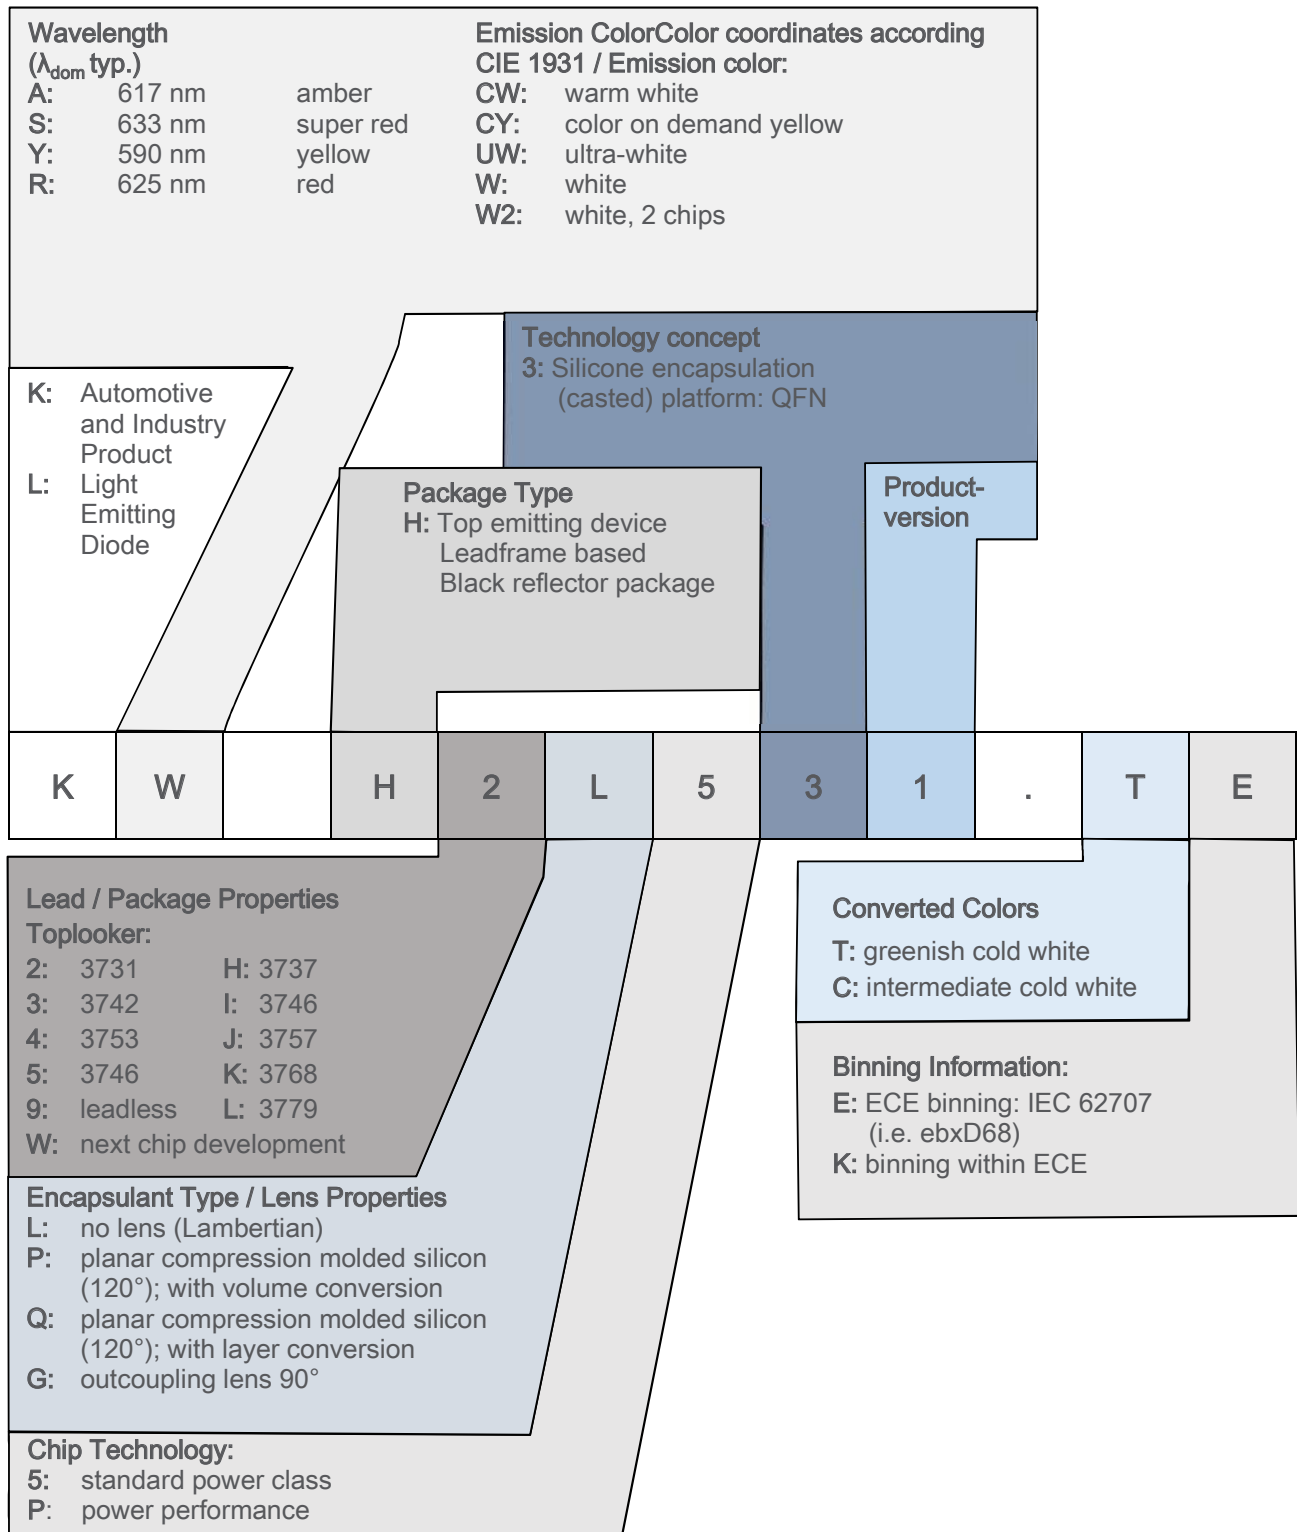 Wavelength
(λdom typ.)
A: 617 nm amber
S: 633 nm super red
Y: 590 nm yellow
R: 625 nm red
Emission ColorColor coordinates according
CIE 1931 / Emission color:
CW: warm white
CY: color on demand yellow
UW: ultra-white
W: white
W2: white, 2 chips
Technology concept
3: Silicone encapsulation
(casted) platform: QFN
K: Automotive
and Industry
Product
L: Light
Emitting
Diode
Package Type
H: Top emitting device
Leadframe based
Black reflector package
Product-
version
K W H 2 L 5 3 1 . T E
Lead / Package Properties
Toplooker:
2: 3731 H: 3737
3: 3742 I: 3746
4: 3753 J: 3757
5: 3746 K: 3768
9: leadless L: 3779
W: next chip development
Converted Colors
T: greenish cold white
C: intermediate cold white
Binning Information:
E: ECE binning: IEC 62707
(i.e. ebxD68)
K: binning within ECE
Encapsulant Type / Lens Properties
L: no lens (Lambertian)
P: planar compression molded silicon
(120°); with volume conversion
Q: planar compression molded silicon
(120°); with layer conversion
G: outcoupling lens 90°
Chip Technology:
5: standard power class
P: power performance